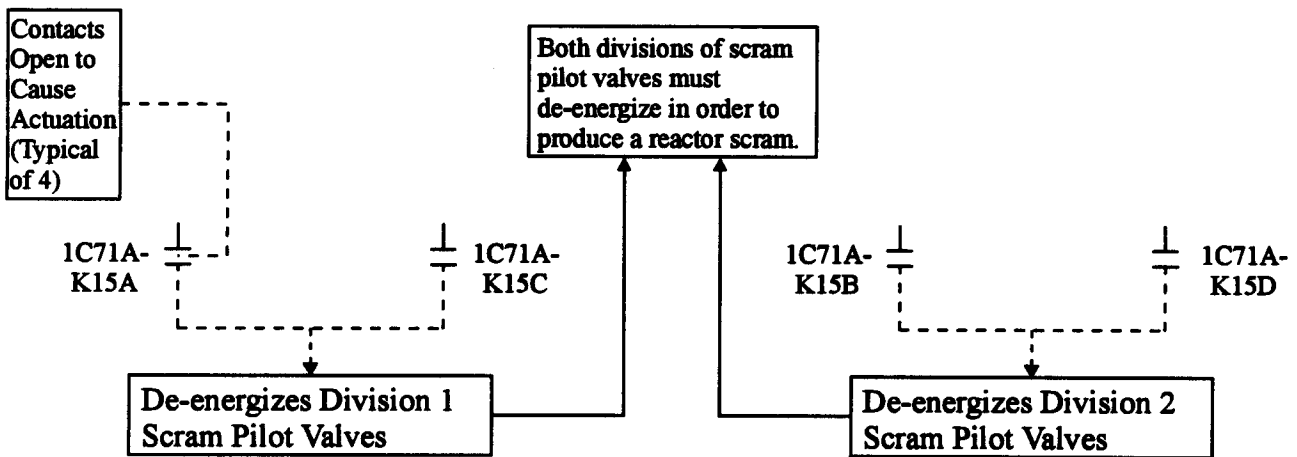 Contacts
Open to
Cause
Actuation
(Typical
of 4)
Both divisions of scram
pilot valves must
de-energize in order to
produce a reactor scram.
1C71A-
K15A
1C71A-
K15C
1C71A-
K15B
1C71A-
K15D
De-energizes Division 1
Scram Pilot Valves
De-energizes Division 2
Scram Pilot Valves